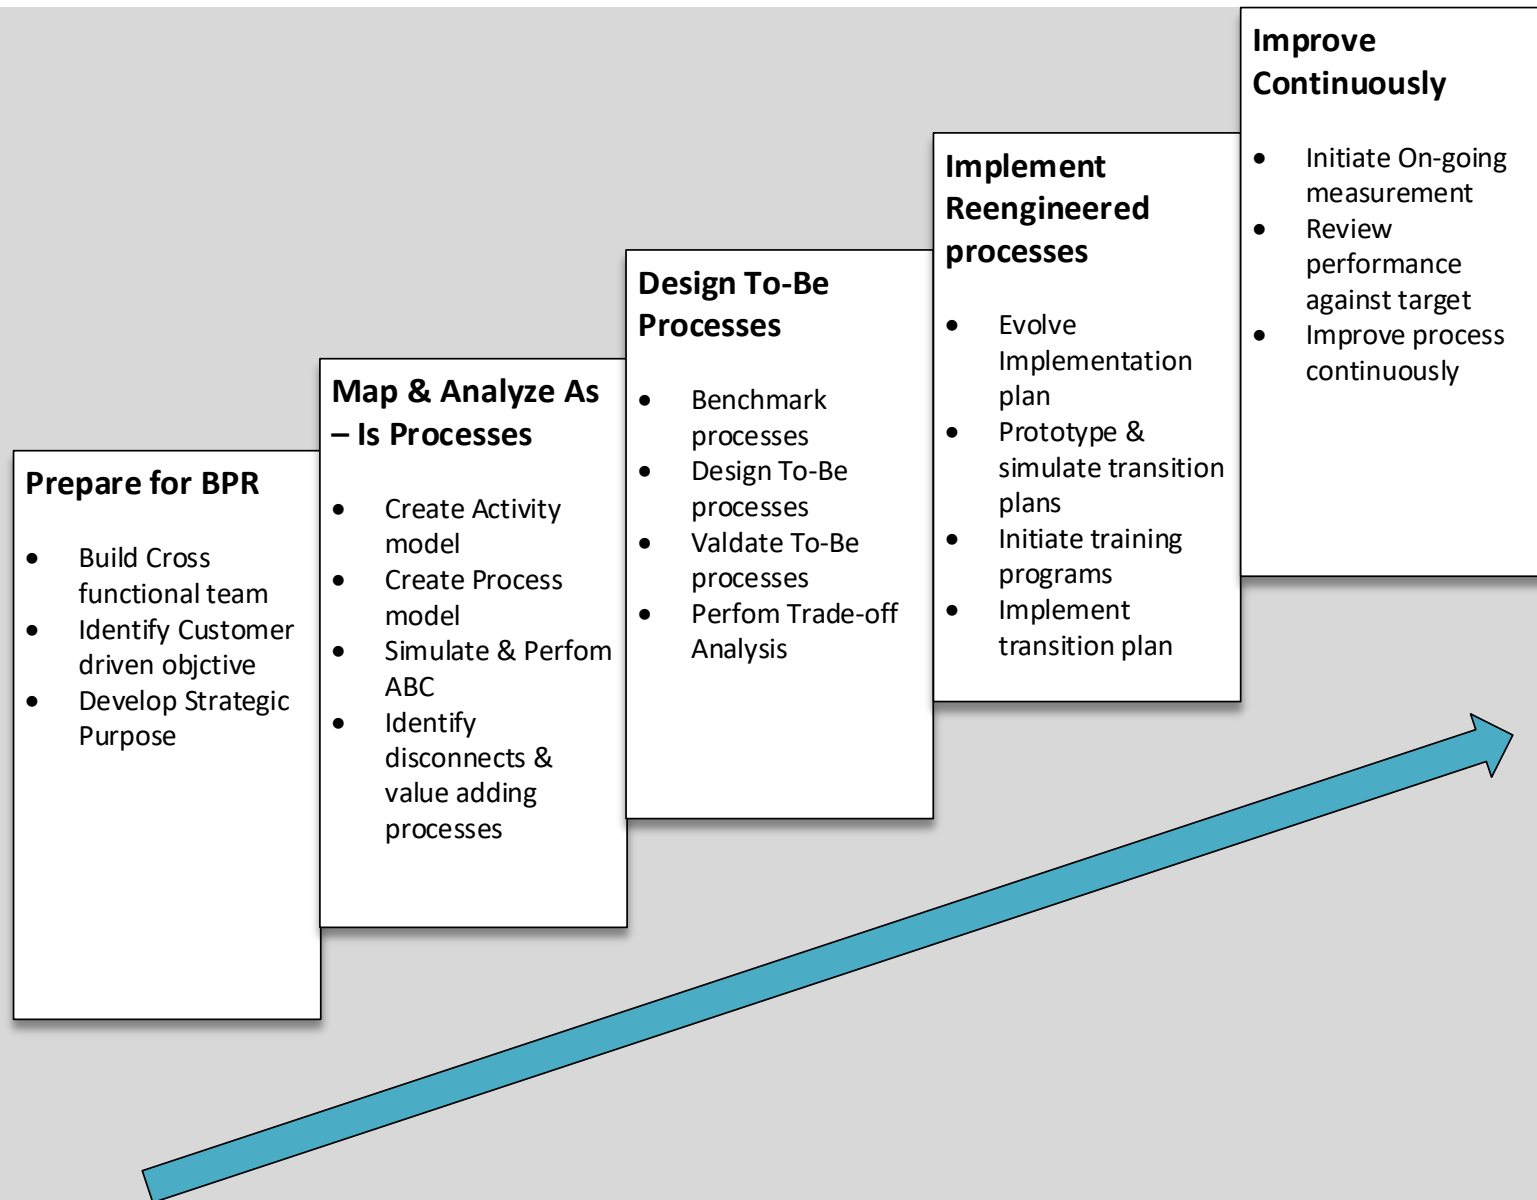 Prepare for BPR
• Build Cross
functional team
• Identify Customer
driven objctive
• Develop Strategic
Purpose
Map & Analyze As
– Is Processes
• Create Activity
model
• Create Process
model
• Simulate & Perfom
ABC
• Identify
disconnects &
value adding
processes
Design To-Be
Processes
• Benchmark
processes
• Design To-Be
processes
• Valdate To-Be
processes
• Perfom Trade-off
Analysis
Implement
Reengineered
processes
• Evolve
Implementation
plan
• Prototype &
simulate transition
plans
• Initiate training
programs
• Implement
transition plan
Improve
Continuously
• Initiate On-going
measurement
• Review
performance
against target
• Improve process
continuously